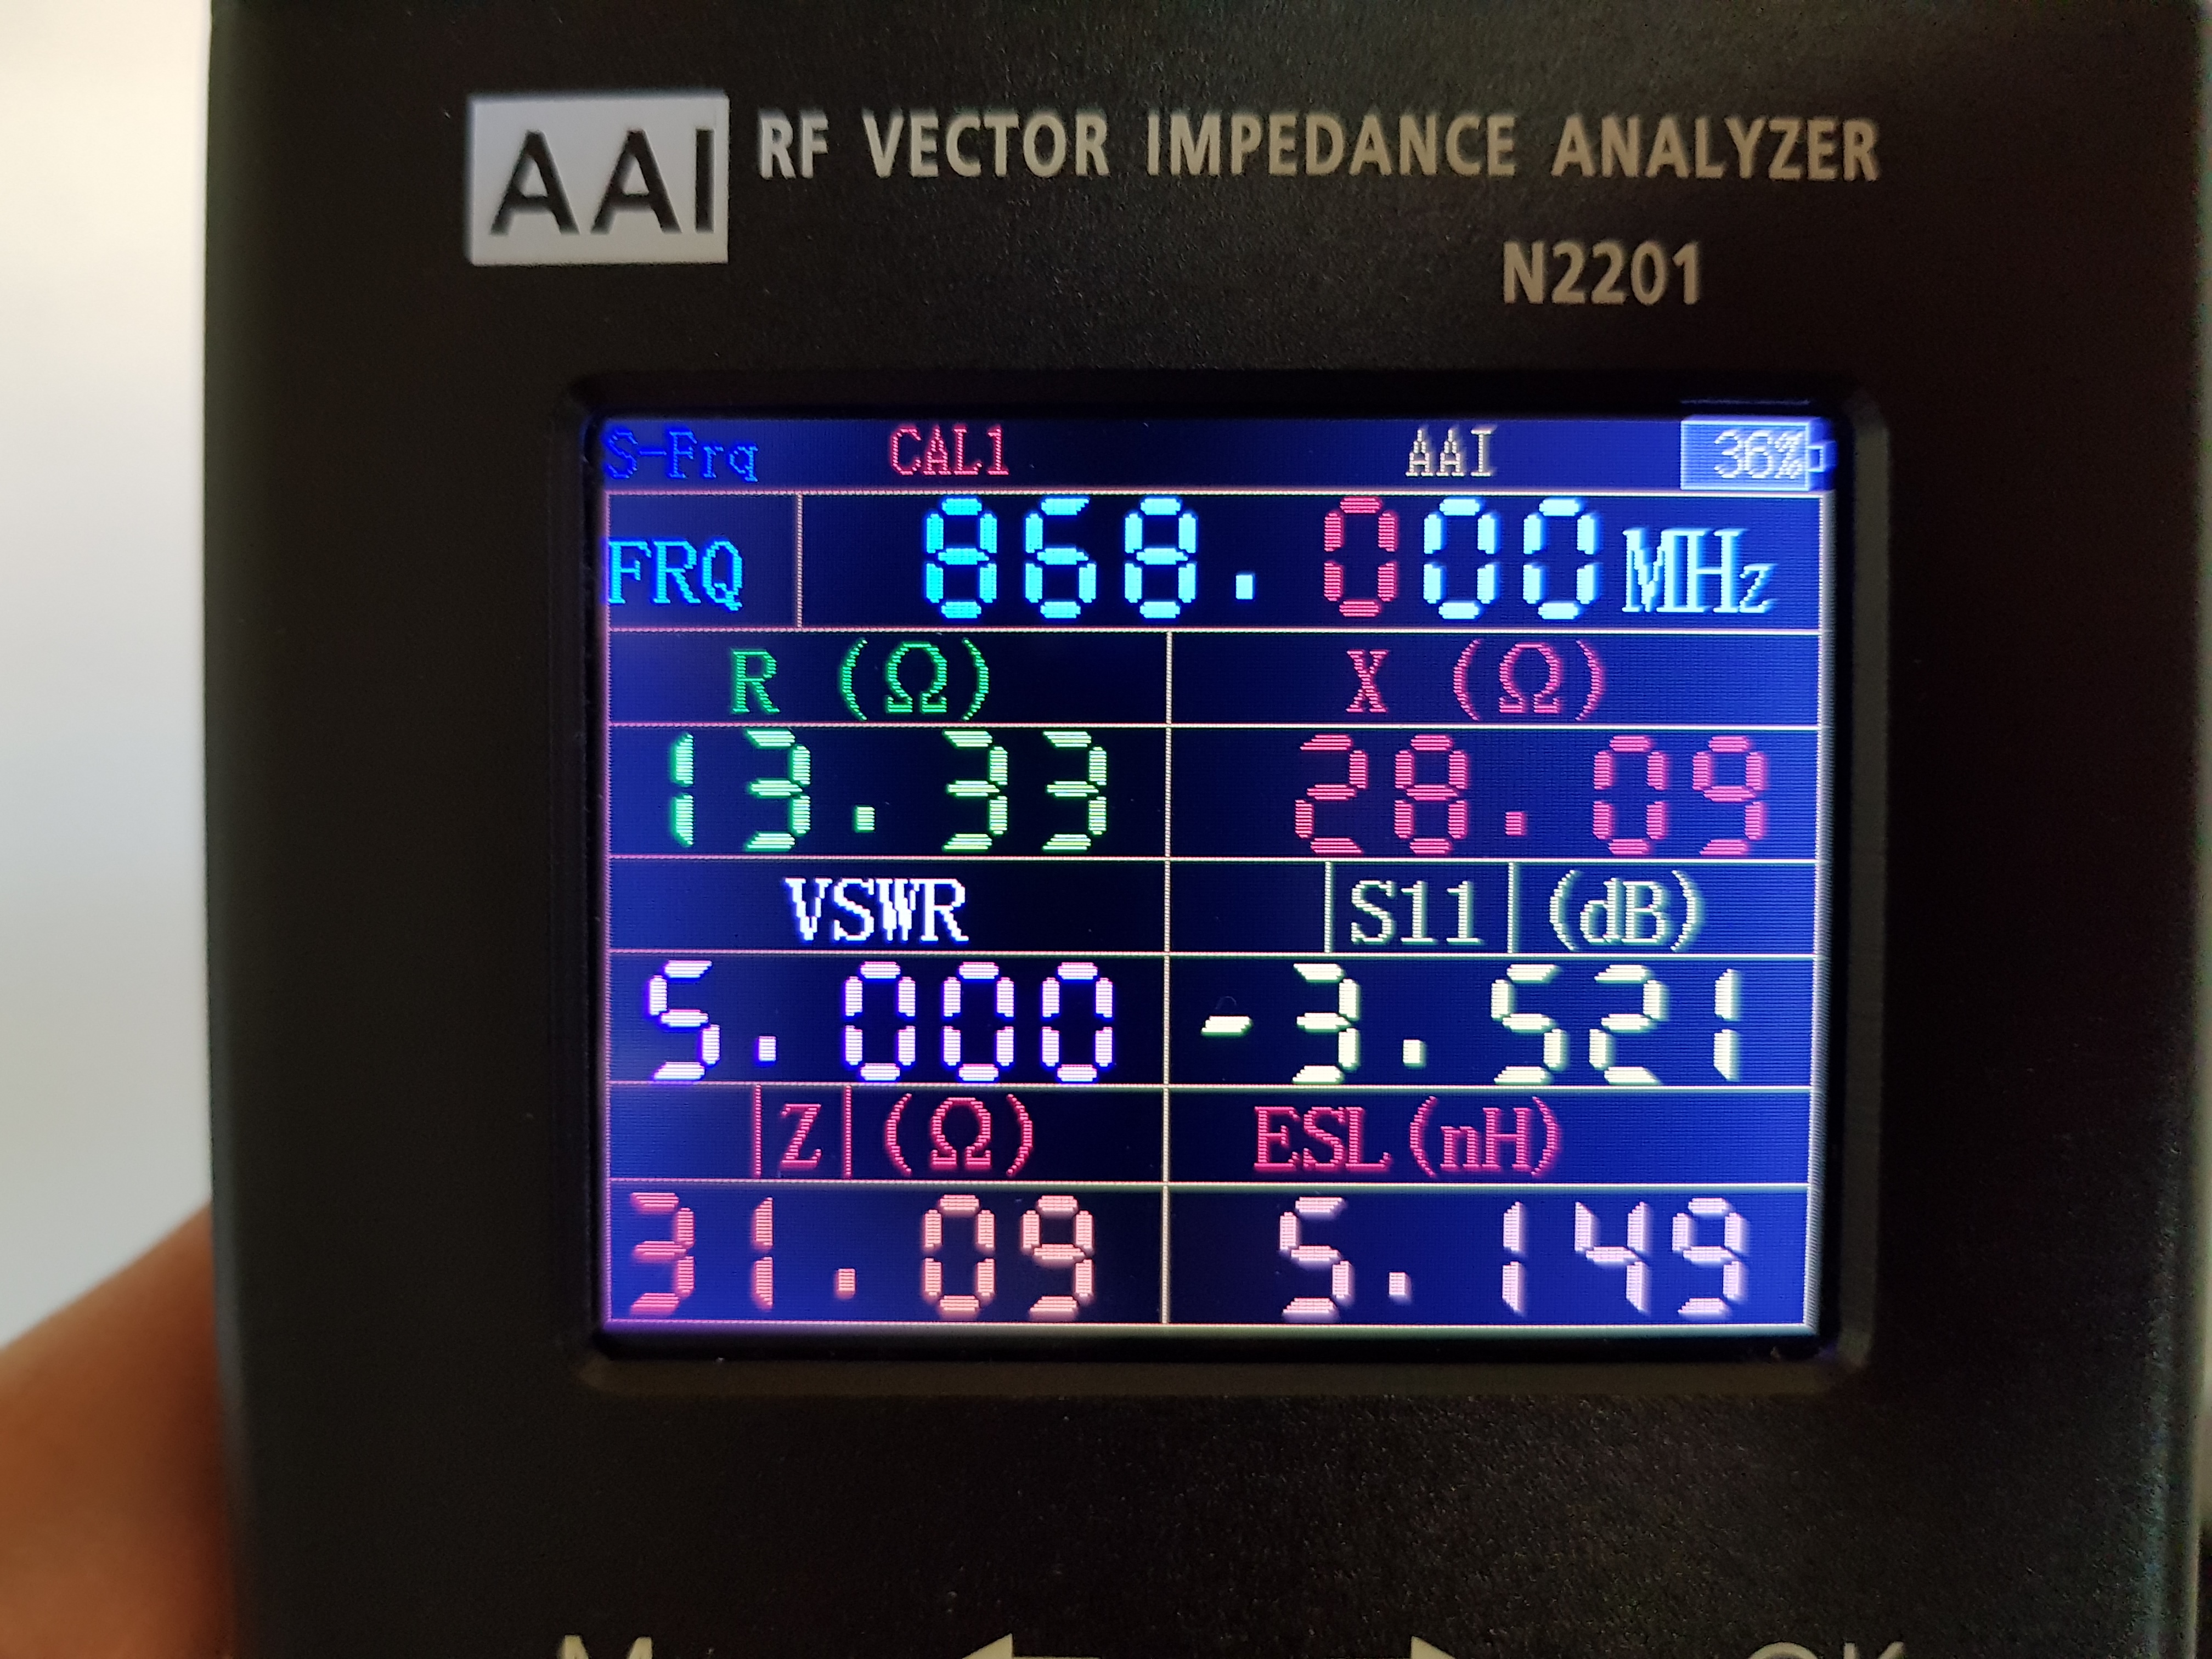 AAI RF VECTOR IMPEDANCE ANALYZER
N2201
S-Frq CAL1 AAI 36%
FRQ 868.000 MHz
R (Ω) X (Ω)
13.33 28.09
VSWR |S11| (dB)
5.000 -3.521
|Z| (Ω) ESL (nH)
31.09 5.149
M OK